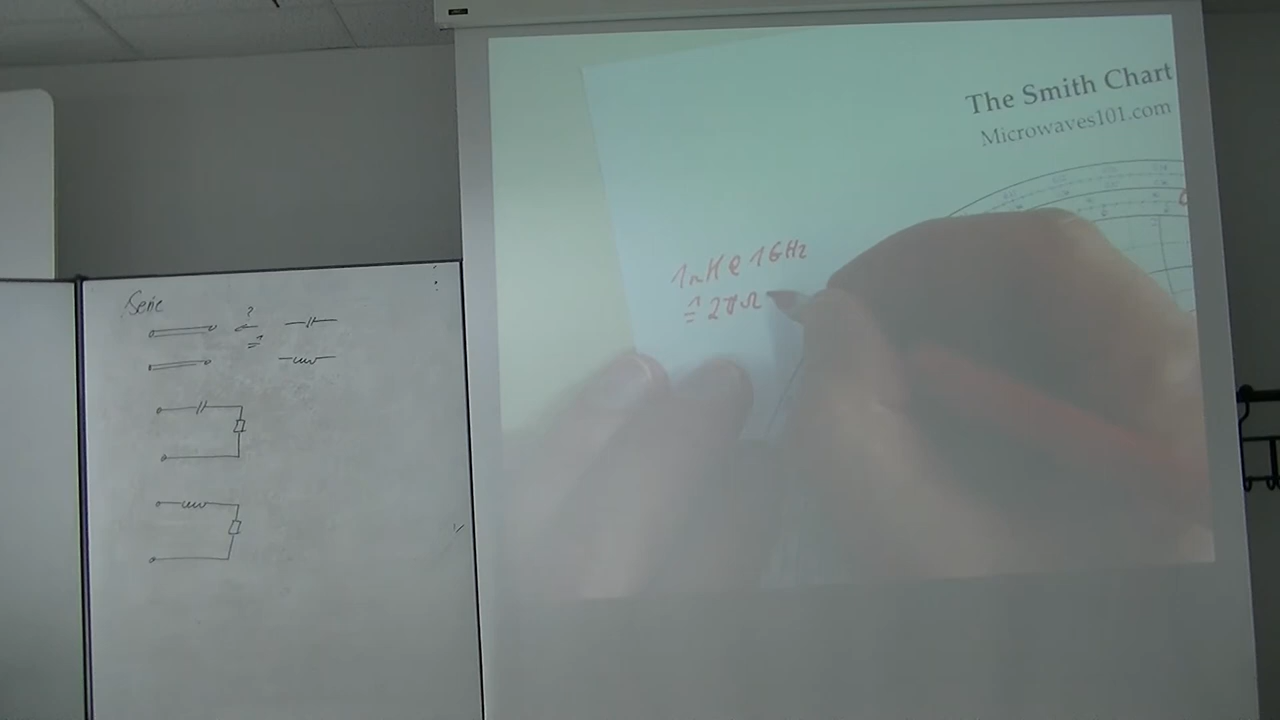 Serie
?
≙
The Smith Chart
Microwaves101.com
1nH @ 1GHz
≙ 2πΩ